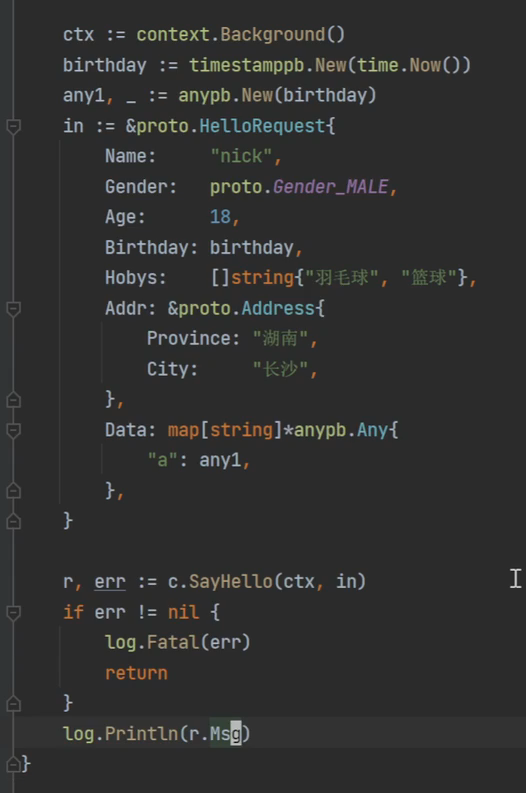 ctx := context.Background()
birthday := timestamppb.New(time.Now())
any1, _ := anypb.New(birthday)
in := &proto.HelloRequest{
Name:     "nick",
Gender:   proto.Gender_MALE,
Age:      18,
Birthday: birthday,
Hobys:    []string{"羽毛球", "篮球"},
Addr: &proto.Address{
Province: "湖南",
City:     "长沙",
},
Data: map[string]*anypb.Any{
"a": any1,
},
}
r, err := c.SayHello(ctx, in)
if err != nil {
log.Fatal(err)
return
}
log.Println(r.Msg)
}